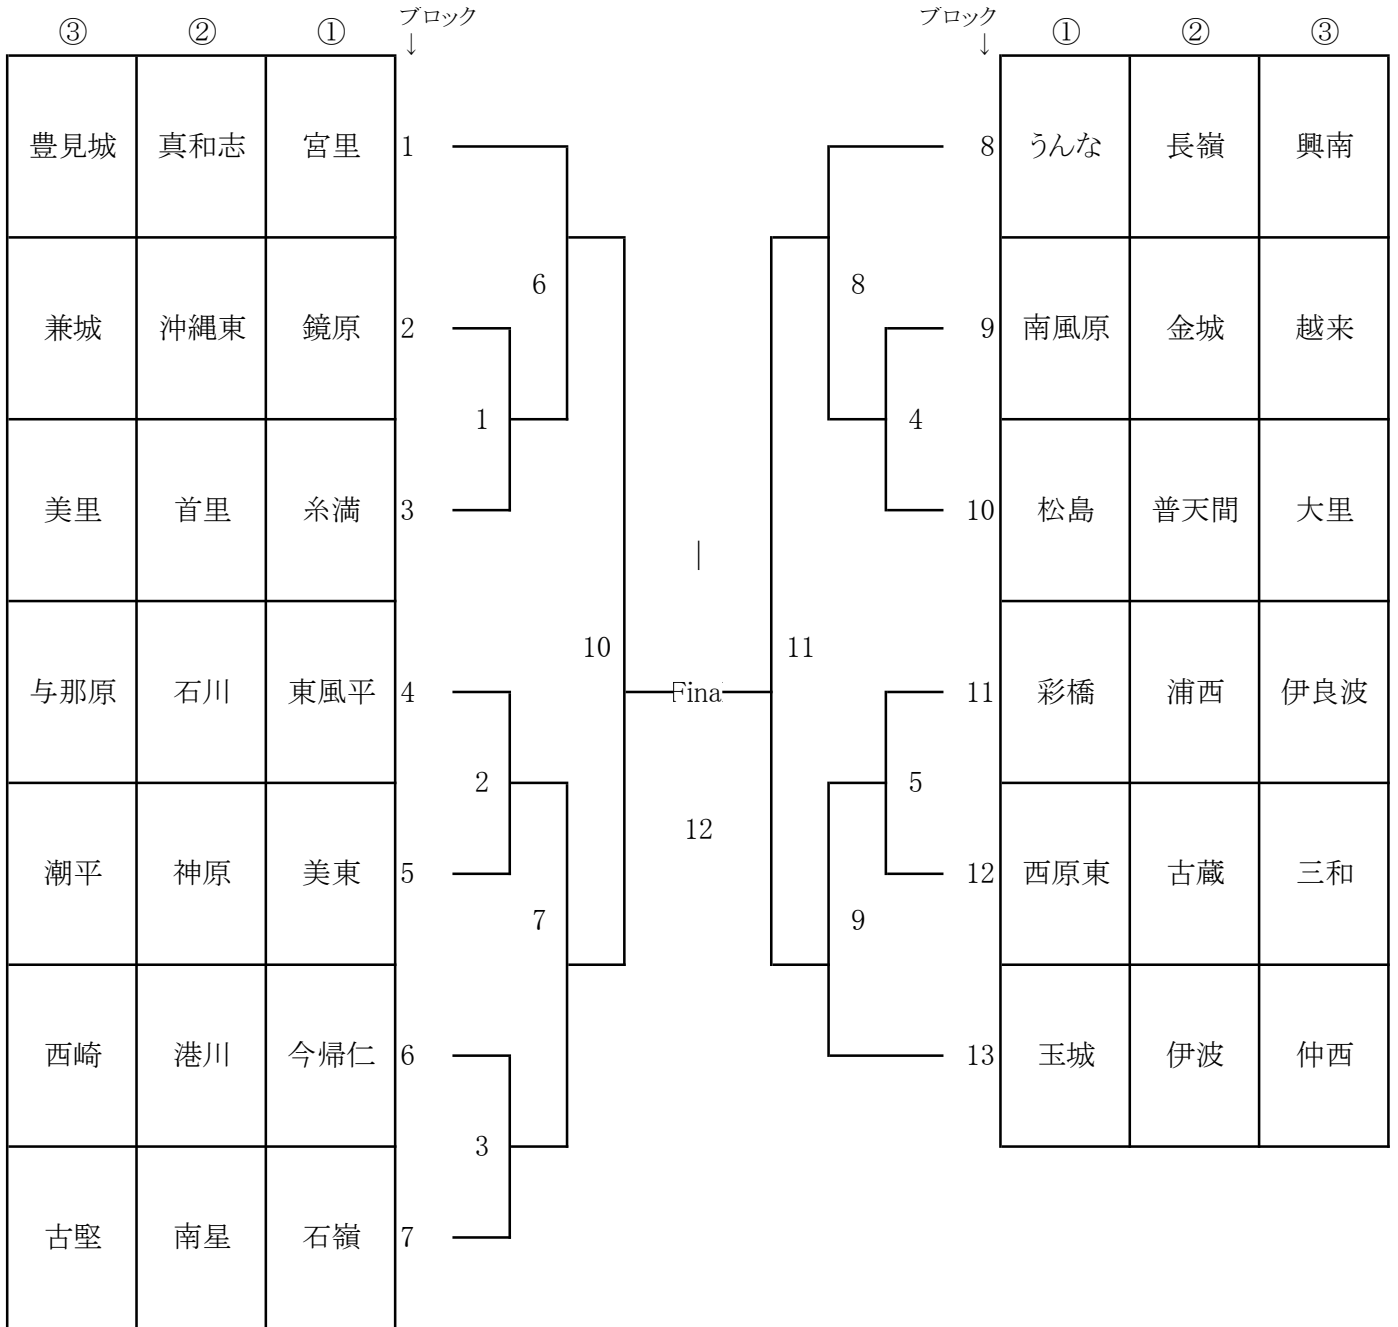 ブロック ブロック
③ ② ① ↓ ↓ ① ② ③
豊見城 真和志 宮里 1 8 うんな 長嶺 興南
6 8
兼城 沖縄東 鏡原 2 9 南風原 金城 越来
1 4
美里 首里 糸満 3 10 松島 普天間 大里
|
10 11
与那原 石川 東風平 4 Fina 11 彩橋 浦西 伊良波
2 5
12
潮平 神原 美東 5 12 西原東 古蔵 三和
7 9
西崎 港川 今帰仁 6 13 玉城 伊波 仲西
3
古堅 南星 石嶺 7